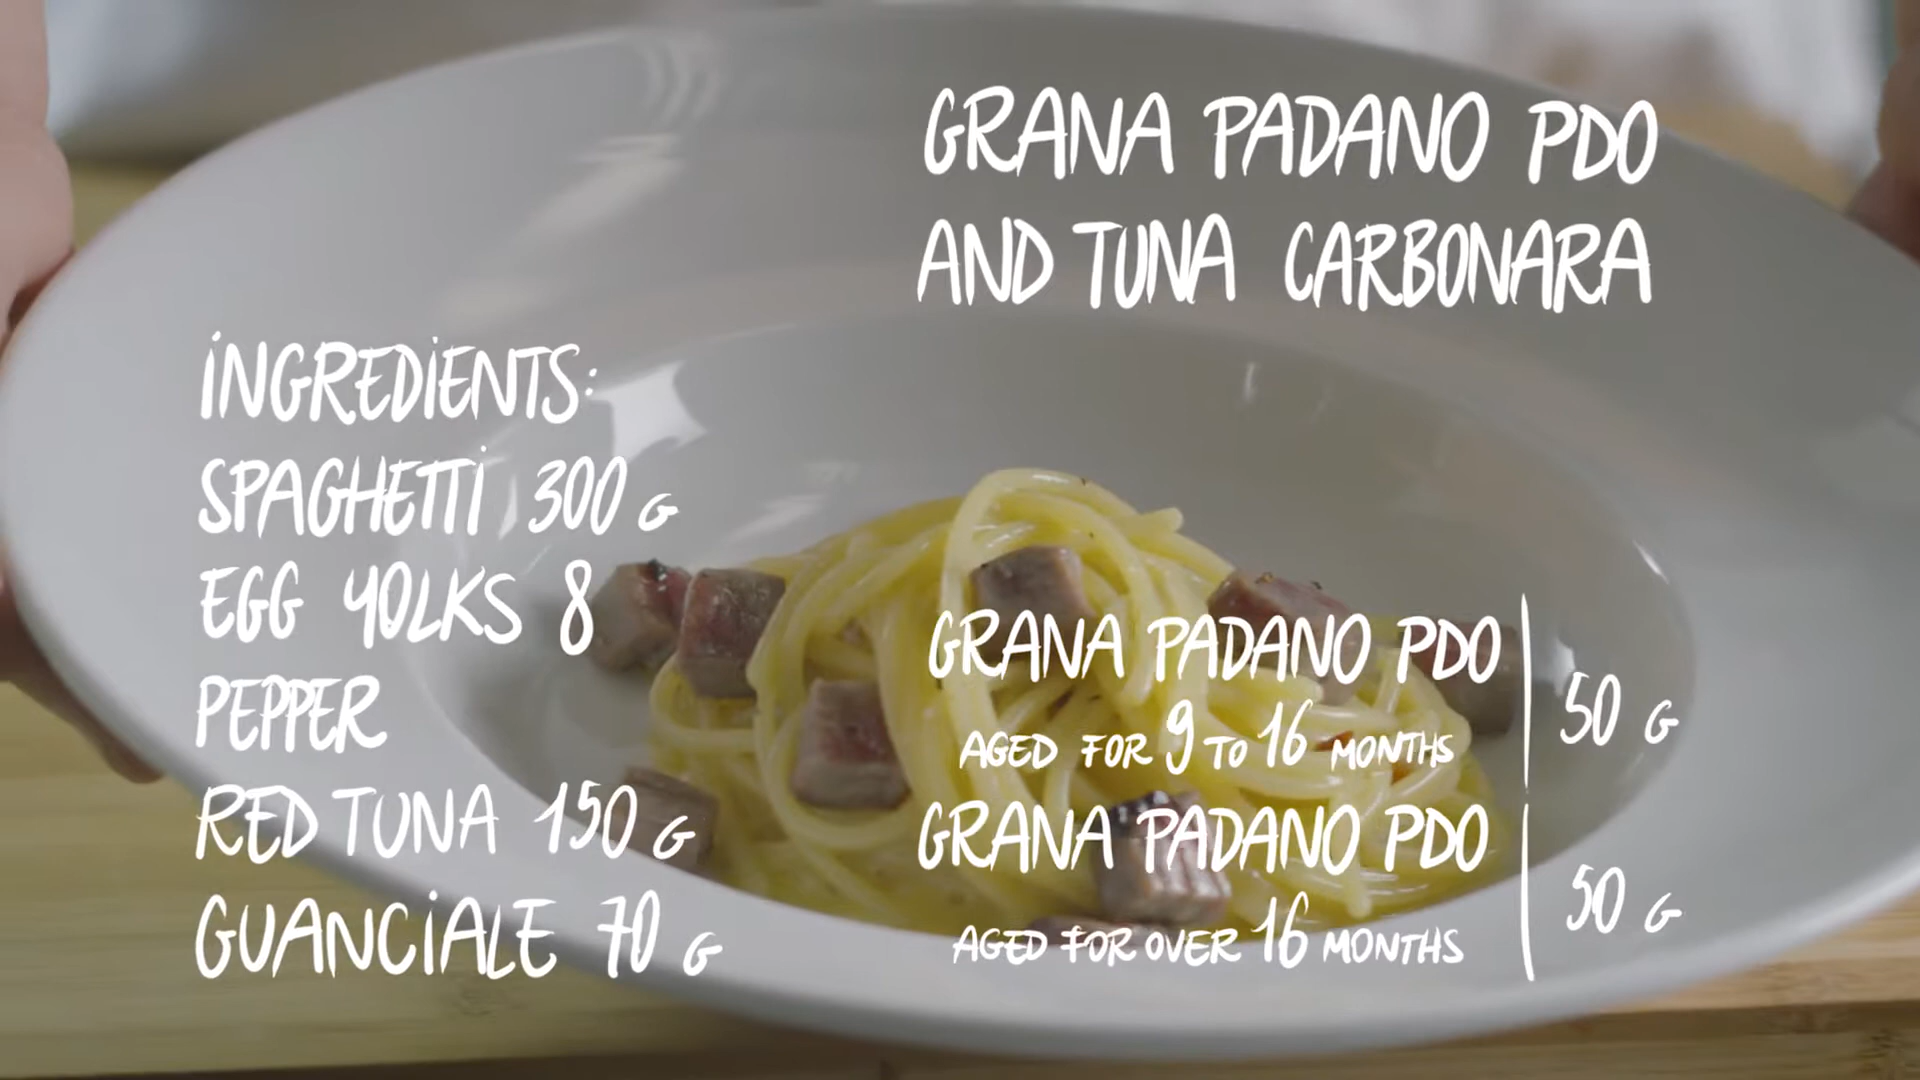 GRANA PADANO PDO
AND TUNA CARBONARA
iNGREDiENTS:
SPAGHETTi 300 G
EGG YOLKS 8
PEPPER
RED TUNA 150 G
GUANCiALE 70 G
GRANA PADANO PDO
AGED FOR 9 TO 16 MONTHS
50 G
GRANA PADANO PDO
AGED FOR OVER 16 MONTHS
50 G